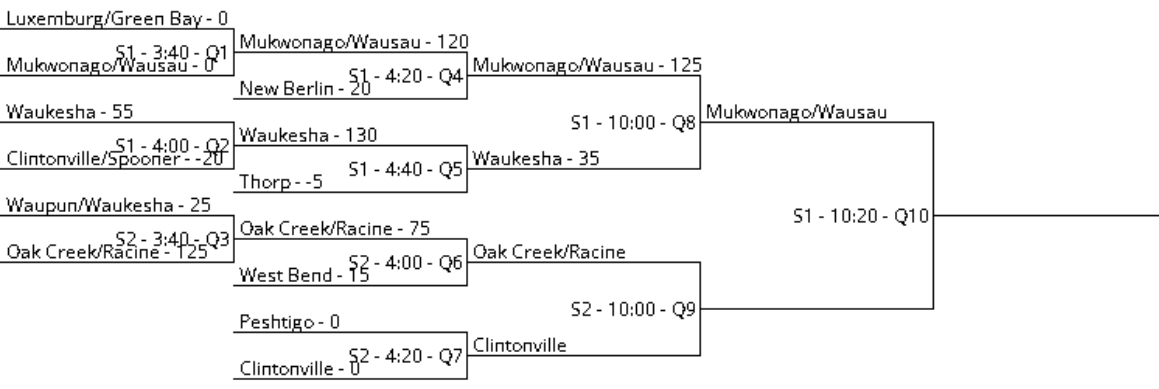 Luxemburg/Green Bay - 0
S1 - 3:40 - Q1
Mukwonago/Wausau - 0
Mukwonago/Wausau - 120
S1 - 4:20 - Q4
New Berlin - 20
Mukwonago/Wausau - 125
Waukesha - 55
S1 - 4:00 - Q2
Clintonville/Spooner - -20
Waukesha - 130
S1 - 4:40 - Q5
Thorp - -5
S1 - 10:00 - Q8
Waukesha - 35
Mukwonago/Wausau
Waupun/Waukesha - 25
S2 - 3:40 - Q3
Oak Creek/Racine - 125
Oak Creek/Racine - 75
S2 - 4:00 - Q6
West Bend - 15
Oak Creek/Racine
S1 - 10:20 - Q10
Peshtigo - 0
S2 - 4:20 - Q7
Clintonville - 0
S2 - 10:00 - Q9
Clintonville